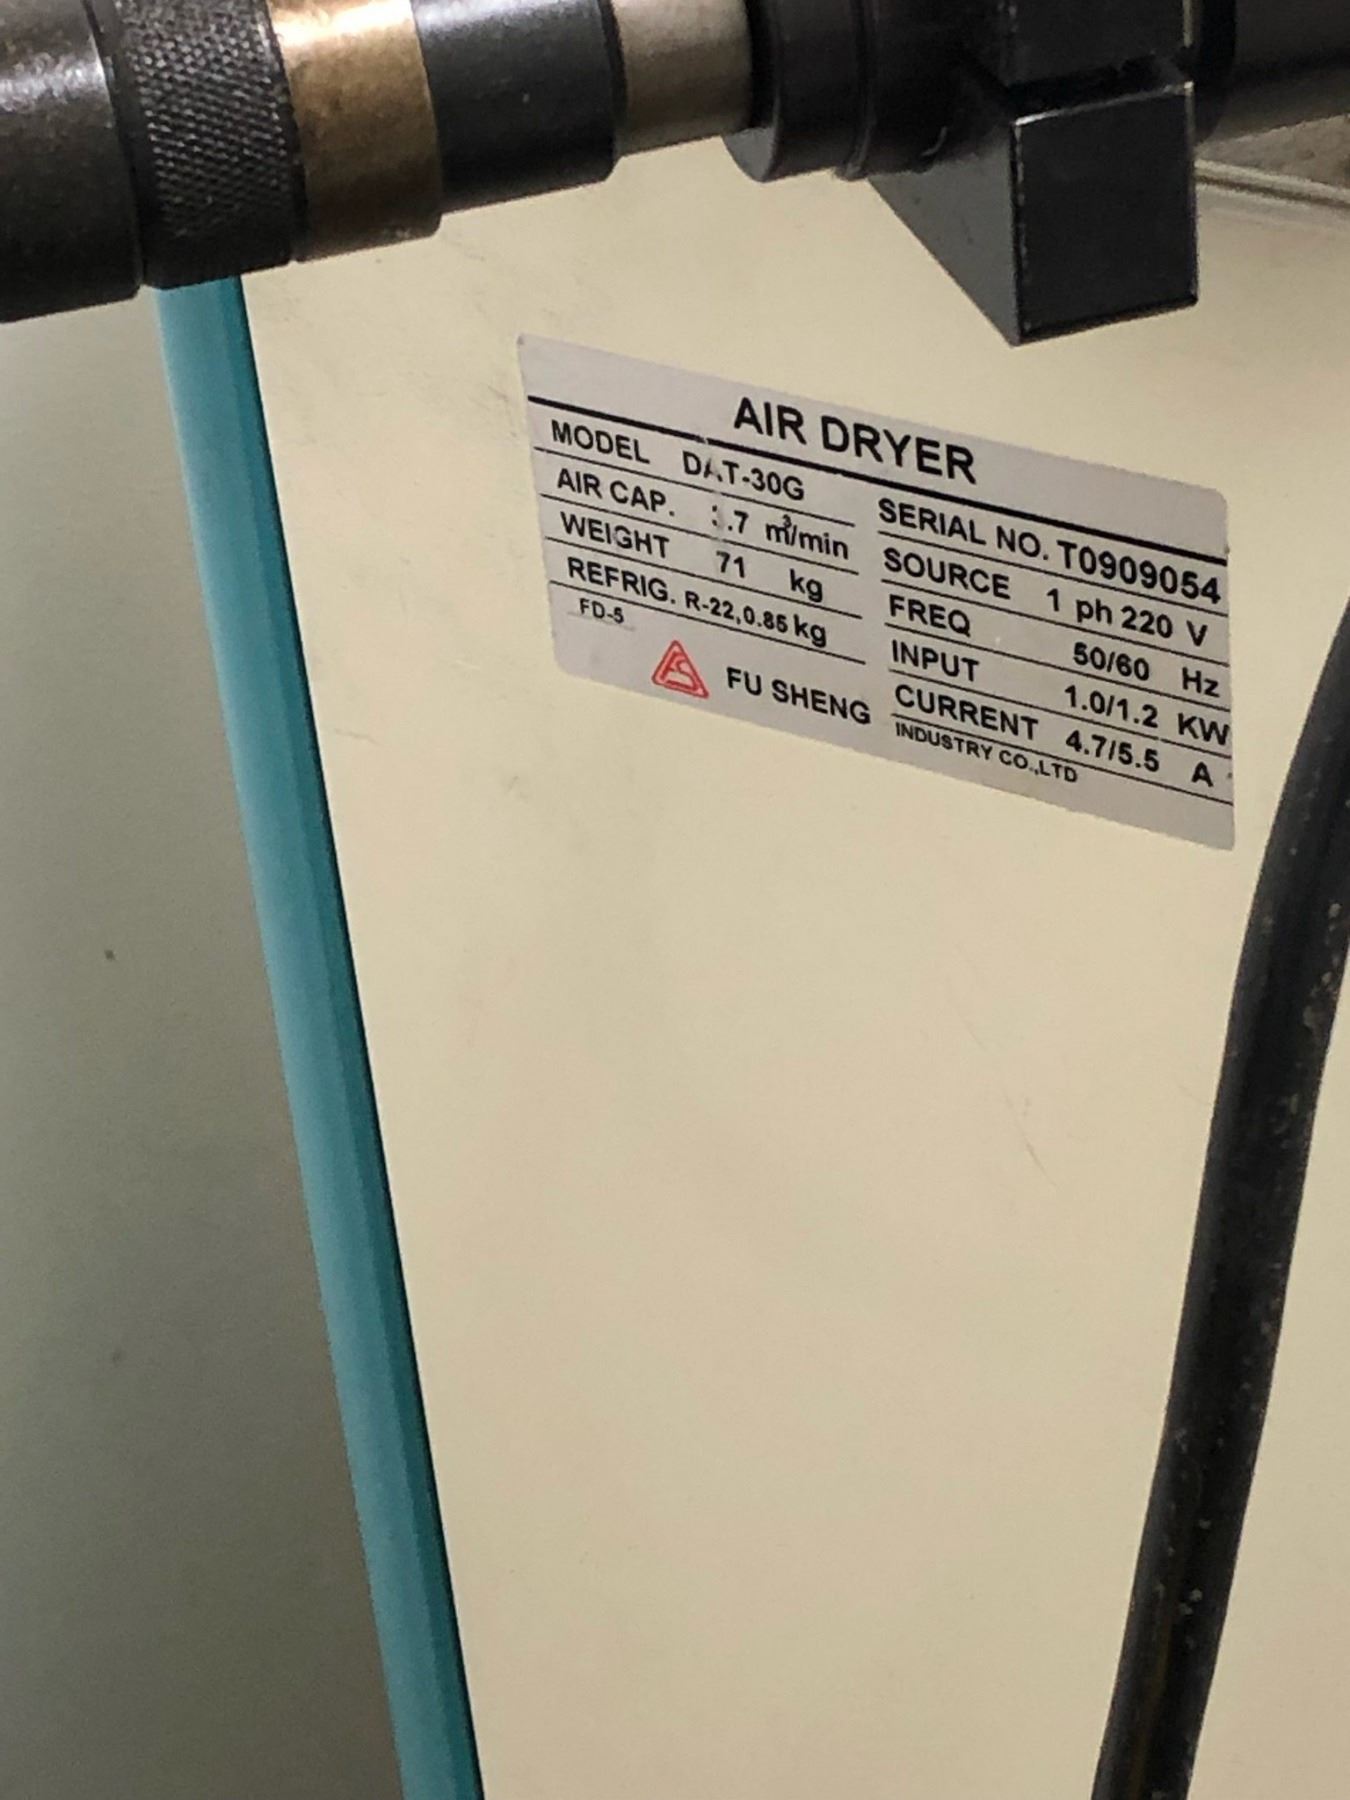 AIR DRYER
MODEL DAT-30G
AIR CAP. .7 m³/min
WEIGHT 71 kg
REFRIG. R-22,0.85 kg
FD-5
SERIAL NO. T0909054
SOURCE 1 ph 220 V
FREQ 50/60 Hz
INPUT 1.0/1.2 KW
CURRENT 4.7/5.5 A
FU SHENG INDUSTRY CO.,LTD